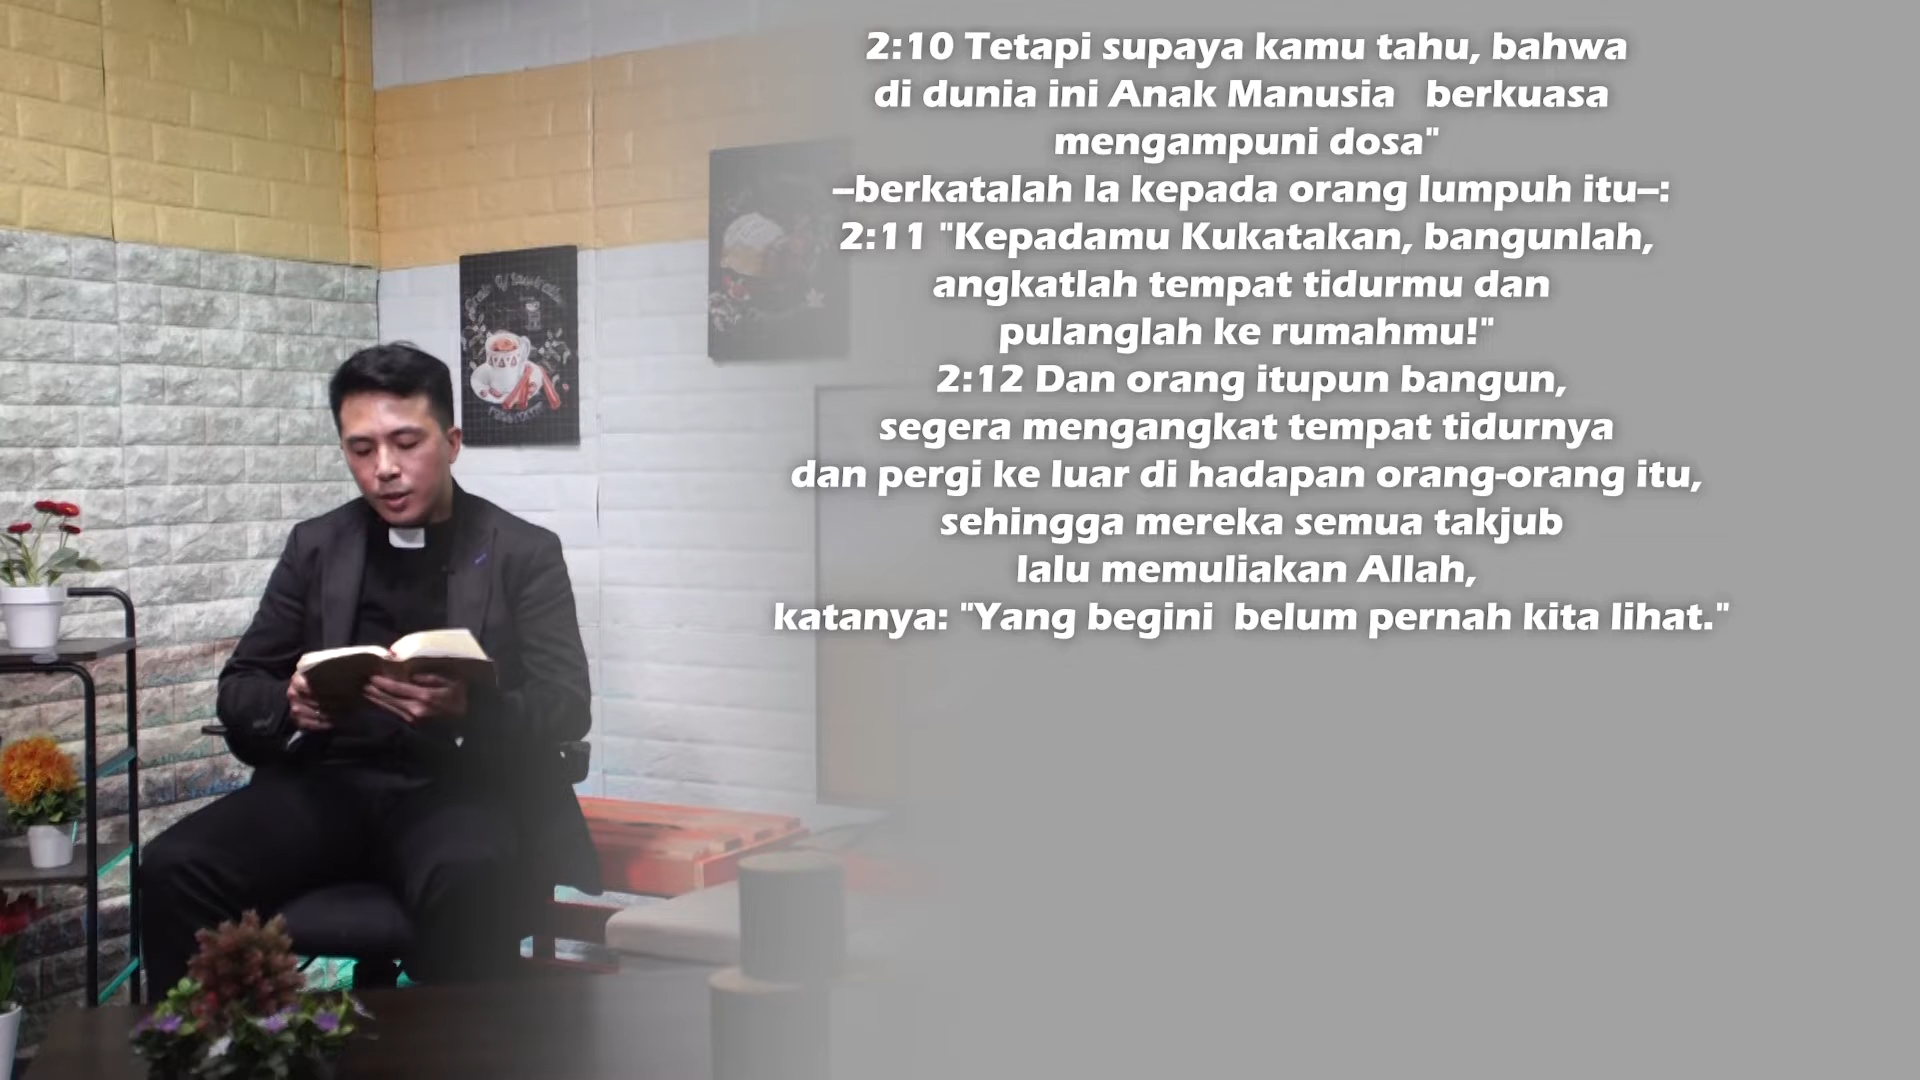 2:10 Tetapi supaya kamu tahu, bahwa
di dunia ini Anak Manusia berkuasa
mengampuni dosa"
–berkatalah Ia kepada orang lumpuh itu–:
2:11 "Kepadamu Kukatakan, bangunlah,
angkatlah tempat tidurmu dan
pulanglah ke rumahmu!"
2:12 Dan orang itupun bangun,
segera mengangkat tempat tidurnya
dan pergi ke luar di hadapan orang-orang itu,
sehingga mereka semua takjub
lalu memuliakan Allah,
katanya: "Yang begini belum pernah kita lihat."